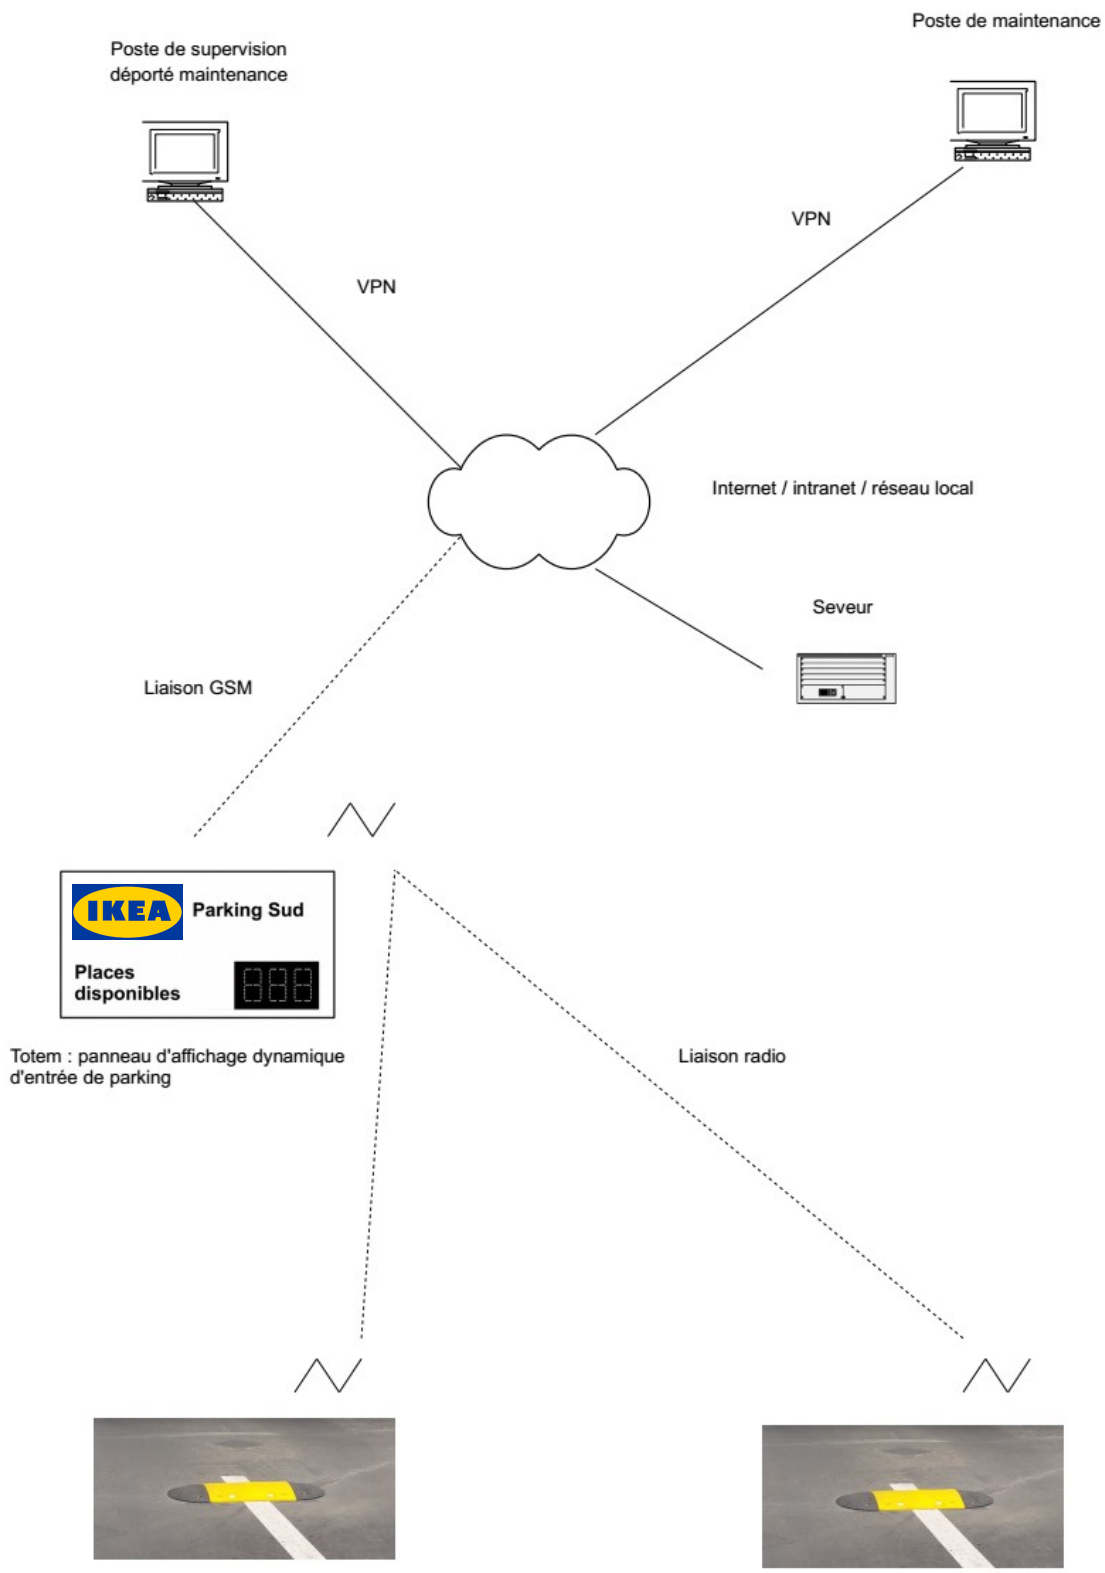 Poste de maintenance
Poste de supervision
déporté maintenance
VPN
VPN
Internet / intranet / réseau local
Seveur
Liaison GSM
IKEA
Parking Sud
Places
disponibles
888
Totem : panneau d'affichage dynamique
d'entrée de parking
Liaison radio